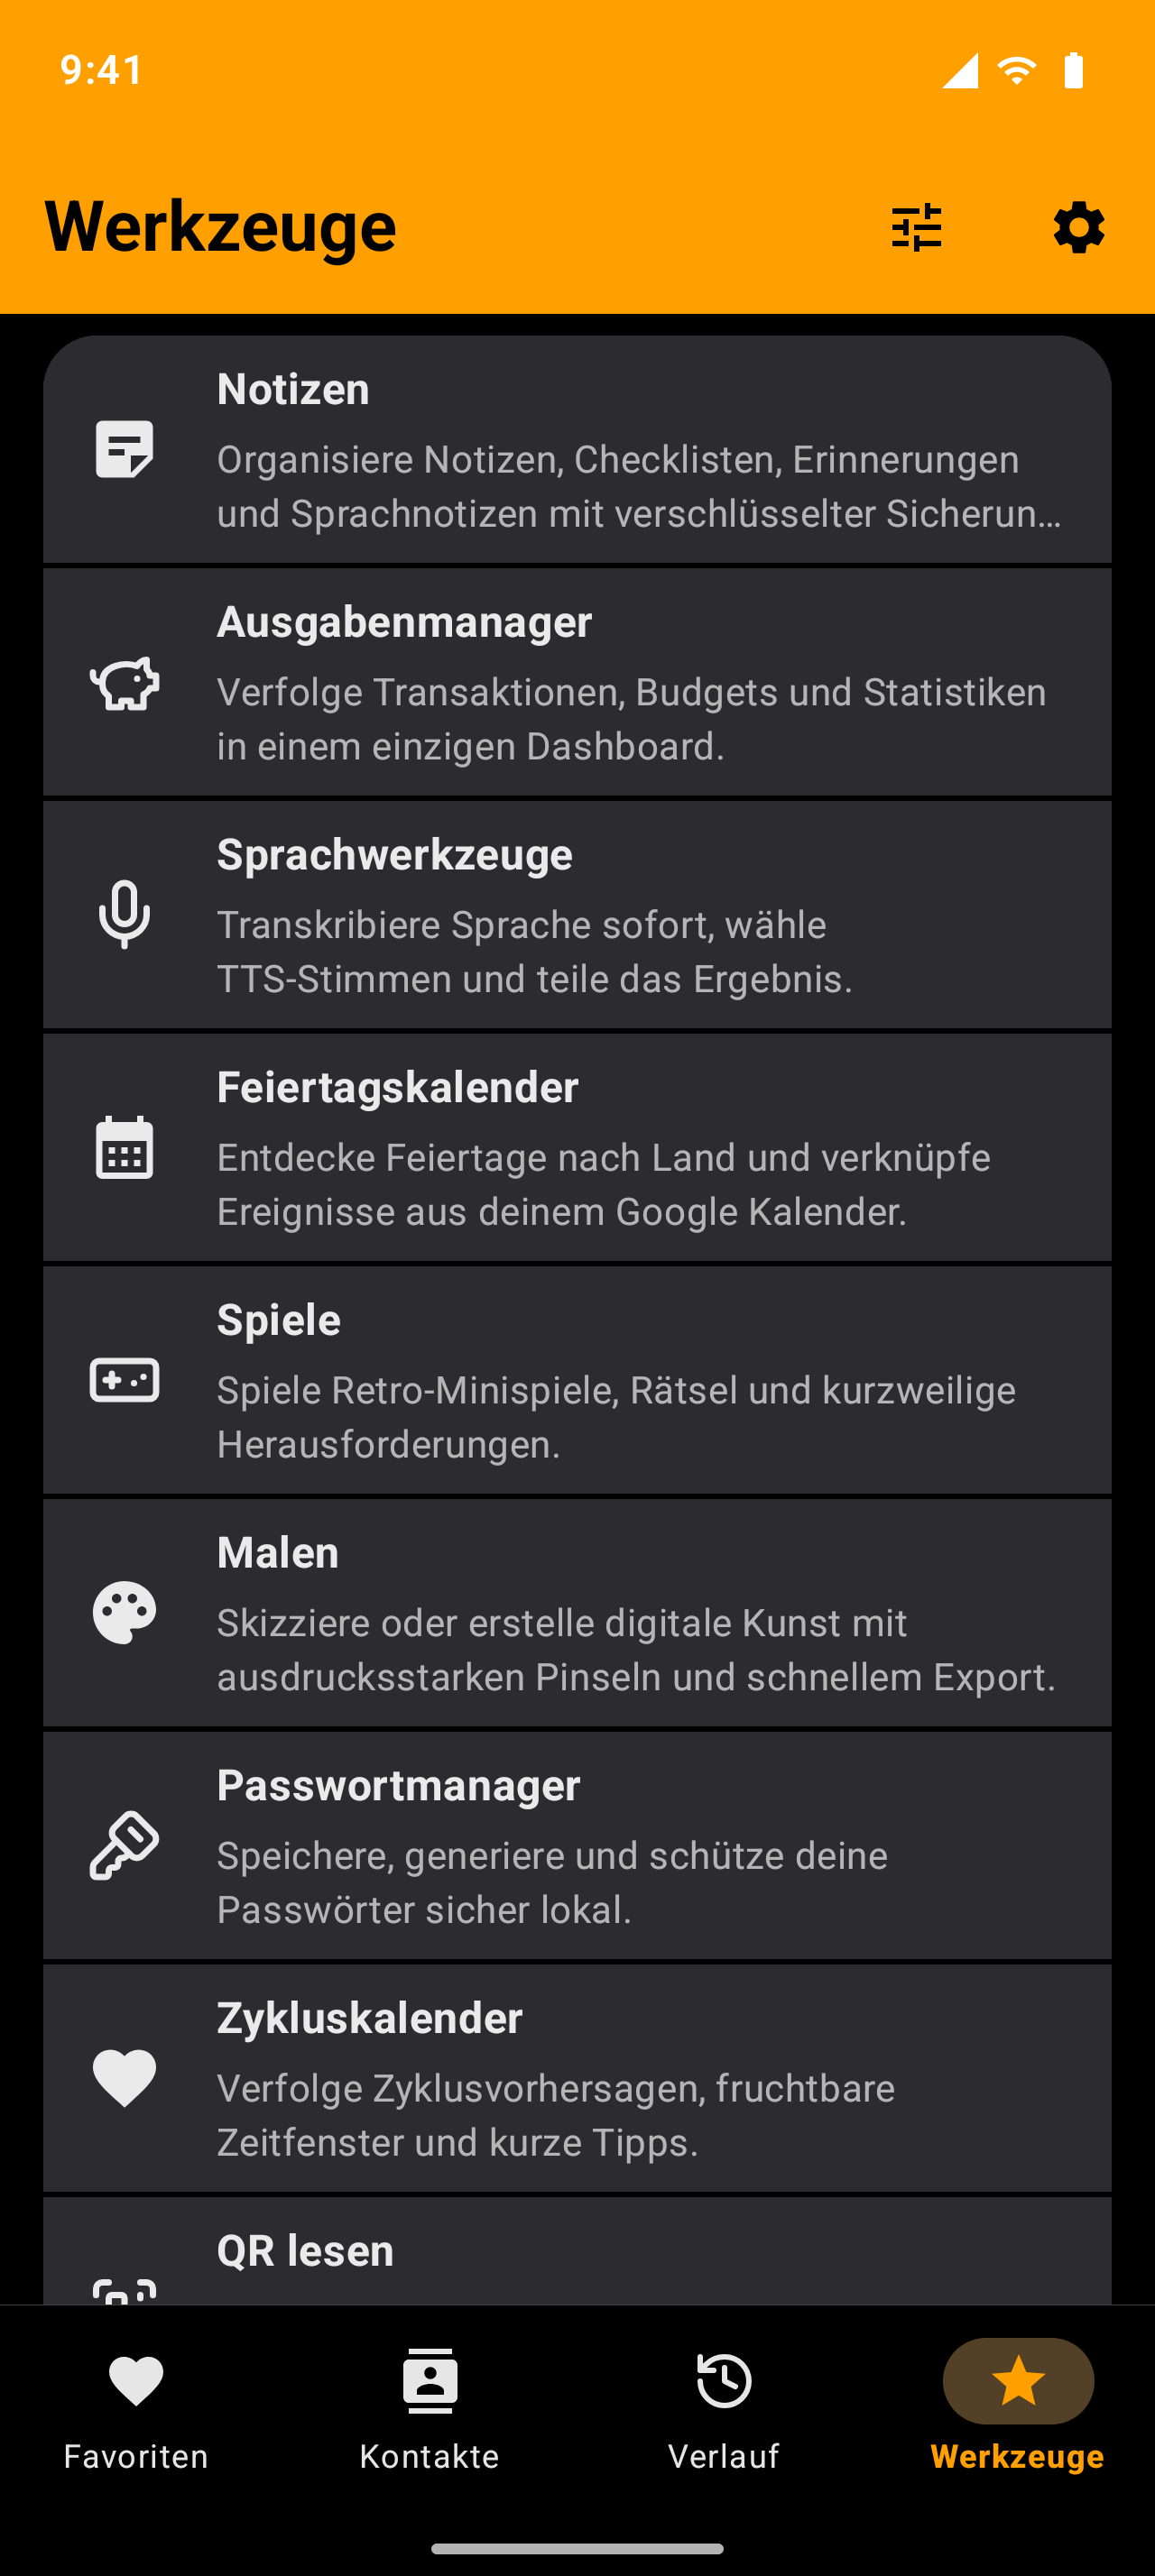 9:41
Werkzeuge
Notizen
Organisiere Notizen, Checklisten, Erinnerungen
und Sprachnotizen mit verschlüsselter Sicherun…
Ausgabenmanager
Verfolge Transaktionen, Budgets und Statistiken
in einem einzigen Dashboard.
Sprachwerkzeuge
Transkribiere Sprache sofort, wähle
TTS-Stimmen und teile das Ergebnis.
Feiertagskalender
Entdecke Feiertage nach Land und verknüpfe
Ereignisse aus deinem Google Kalender.
Spiele
Spiele Retro-Minispiele, Rätsel und kurzweilige
Herausforderungen.
Malen
Skizziere oder erstelle digitale Kunst mit
ausdrucksstarken Pinseln und schnellem Export.
Passwortmanager
Speichere, generiere und schütze deine
Passwörter sicher lokal.
Zykluskalender
Verfolge Zyklusvorhersagen, fruchtbare
Zeitfenster und kurze Tipps.
QR lesen
Favoriten
Kontakte
Verlauf
Werkzeuge